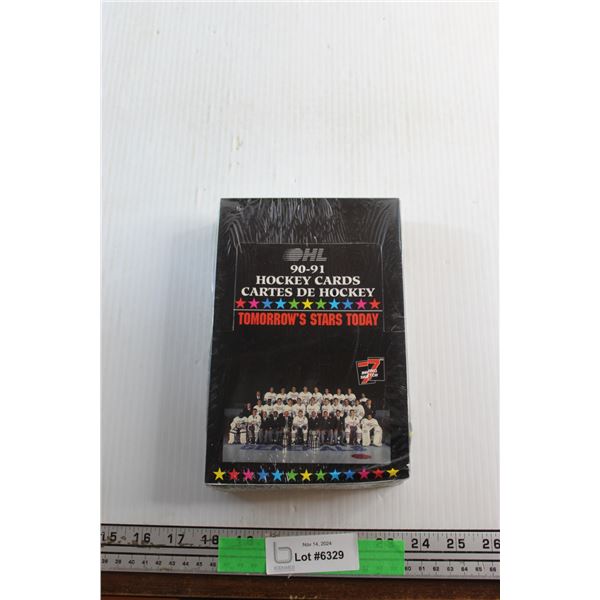 OHL
90-91
HOCKEY CARDS
CARTES DE HOCKEY
TOMORROW'S STARS TODAY
7
15 16 17 18 24 25 26
Nov 14, 2024
b
Lot #6329